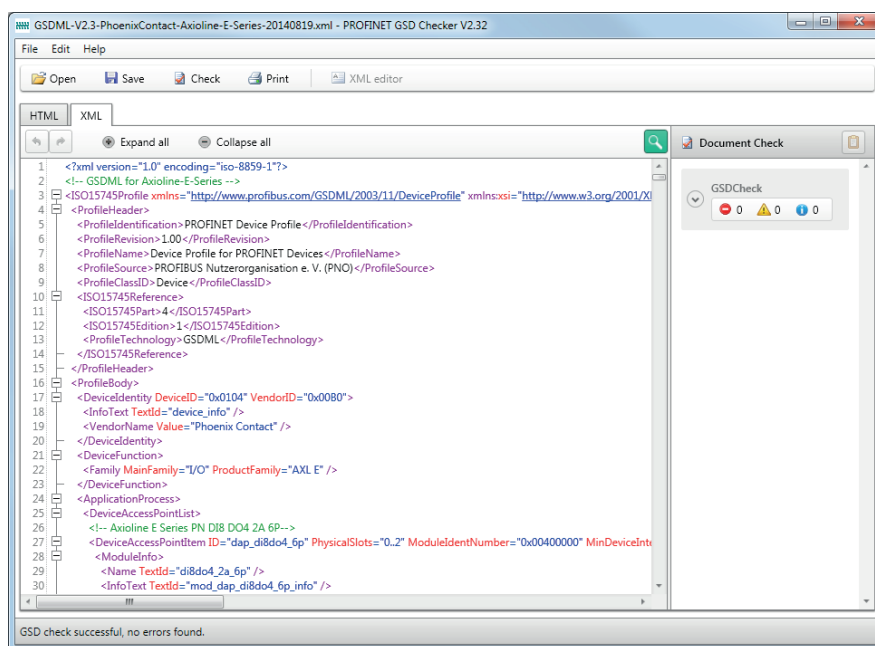 GSDML-V2.3-PhoenixContact-Axioline-E-Series-20140819.xml - PROFINET GSD Checker V2.32
File Edit Help
Open Save Check Print XML editor
HTML XML
Expand all Collapse all
Document Check
GSDCheck
0 0 0
1 <?xml version="1.0" encoding="iso-8859-1"?>
2 <!-- GSDML for Axioline-E-Series -->
3 <ISO15745Profile xmlns="http://www.profibus.com/GSDML/2003/11/DeviceProfile" xmlns:xsi="http://www.w3.org/2001/XI
4 <ProfileHeader>
5 <ProfileIdentification>PROFINET Device Profile</ProfileIdentification>
6 <ProfileRevision>1.00</ProfileRevision>
7 <ProfileName>Device Profile for PROFINET Devices</ProfileName>
8 <ProfileSource>PROFIBUS Nutzerorganisation e. V. (PNO)</ProfileSource>
9 <ProfileClassID>Device</ProfileClassID>
10 <ISO15745Reference>
11 <ISO15745Part>4</ISO15745Part>
12 <ISO15745Edition>1</ISO15745Edition>
13 <ProfileTechnology>GSDML</ProfileTechnology>
14 </ISO15745Reference>
15 </ProfileHeader>
16 <ProfileBody>
17 <DeviceIdentity DeviceID="0x0104" VendorID="0x00B0">
18 <InfoText TextId="device_info" />
19 <VendorName Value="Phoenix Contact" />
20 </DeviceIdentity>
21 <DeviceFunction>
22 <Family MainFamily="I/O" ProductFamily="AXL E" />
23 </DeviceFunction>
24 <ApplicationProcess>
25 <DeviceAccessPointList>
26 <!-- Axioline E Series PN DI8 DO4 2A 6P-->
27 <DeviceAccessPointItem ID="dap_di8do4_6p" PhysicalSlots="0..2" ModuleIdentNumber="0x00400000" MinDeviceInte
28 <ModuleInfo>
29 <Name TextId="di8do4_2a_6p" />
30 <InfoText TextId="mod_dap_di8do4_6p_info" />
GSD check successful, no errors found.